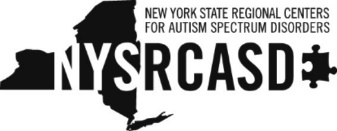 NEW YORK STATE REGIONAL CENTERS
FOR AUTISM SPECTRUM DISORDERS
NYSRCASD